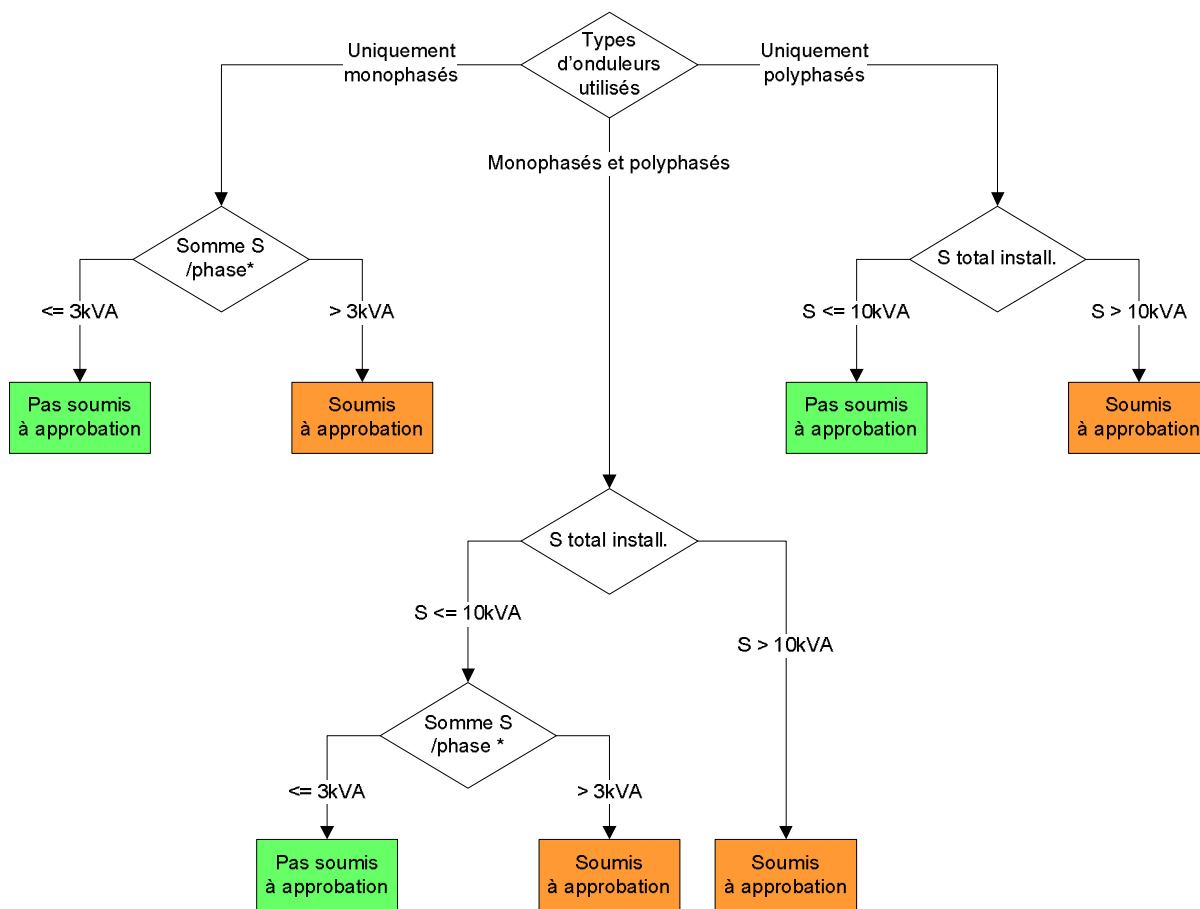 Types
d'onduleurs
utilisés
Uniquement
monophasés
Uniquement
polyphasés
Monophasés et polyphasés
Somme S
/phase*
<= 3kVA
> 3kVA
Pas soumis
à approbation
Soumis
à approbation
S total install.
S <= 10kVA
S > 10kVA
Pas soumis
à approbation
Soumis
à approbation
S total install.
S <= 10kVA
S > 10kVA
Somme S
/phase *
<= 3kVA
> 3kVA
Pas soumis
à approbation
Soumis
à approbation
Soumis
à approbation